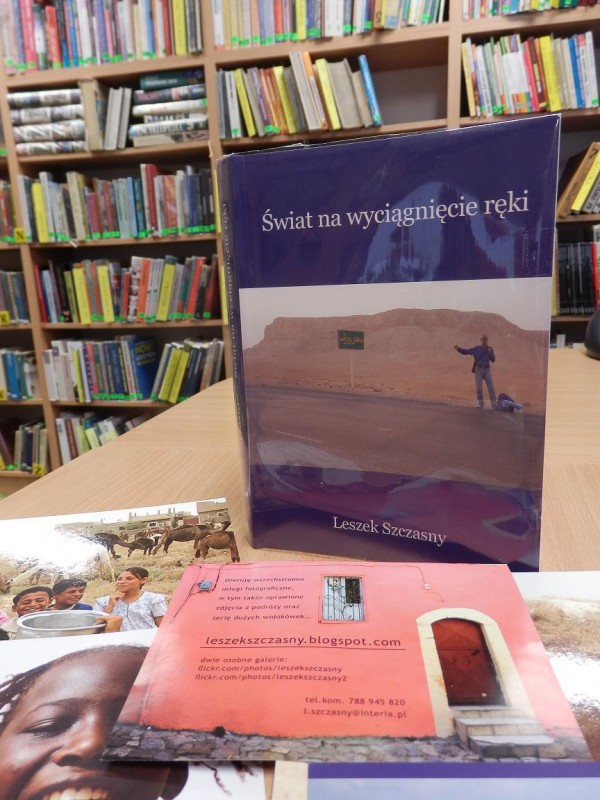 Świat na wyciągnięcie ręki
Leszek Szczasny
Oferuję wszechstronne
usługi fotograficzne,
w tym także oprawione
zdjęcia z podróży oraz
serię dużych widokówek...
leszekszczasny.blogspot.com
dwie osobne galerie:
flickr.com/photos/leszekszczasny
flickr.com/photos/leszekszczasny2
tel.kom. 788 945 820
l.szczasny@interia.pl